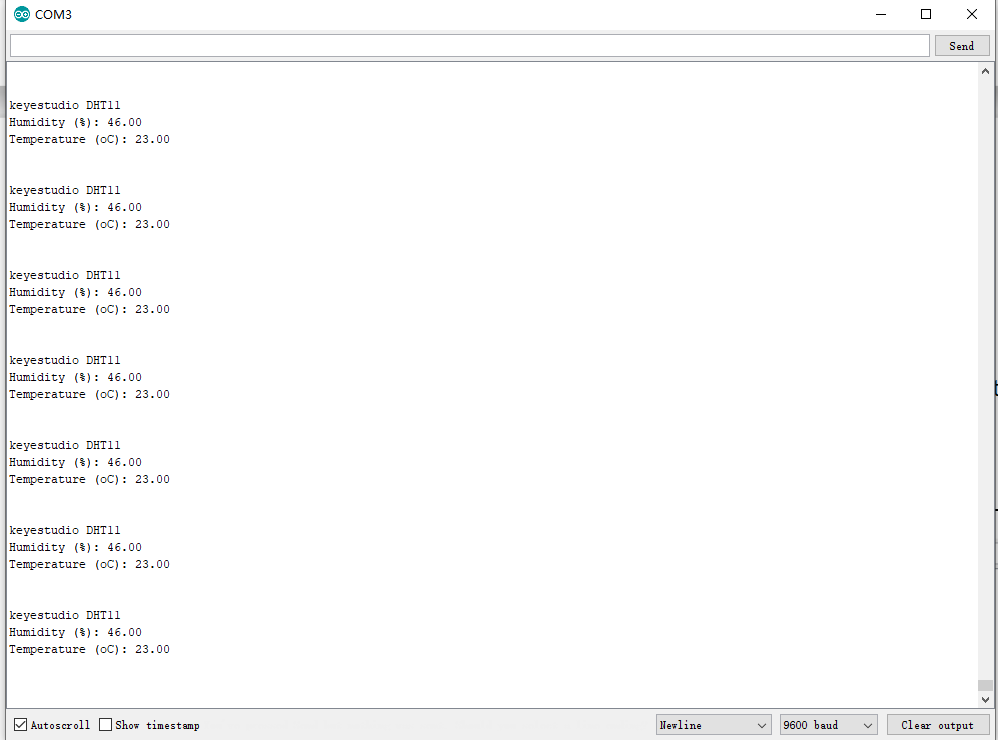 COM3
Send
keyestudio DHT11
Humidity (%): 46.00
Temperature (oC): 23.00
keyestudio DHT11
Humidity (%): 46.00
Temperature (oC): 23.00
keyestudio DHT11
Humidity (%): 46.00
Temperature (oC): 23.00
keyestudio DHT11
Humidity (%): 46.00
Temperature (oC): 23.00
keyestudio DHT11
Humidity (%): 46.00
Temperature (oC): 23.00
keyestudio DHT11
Humidity (%): 46.00
Temperature (oC): 23.00
keyestudio DHT11
Humidity (%): 46.00
Temperature (oC): 23.00
Autoscroll Show timestamp Newline 9600 baud Clear output